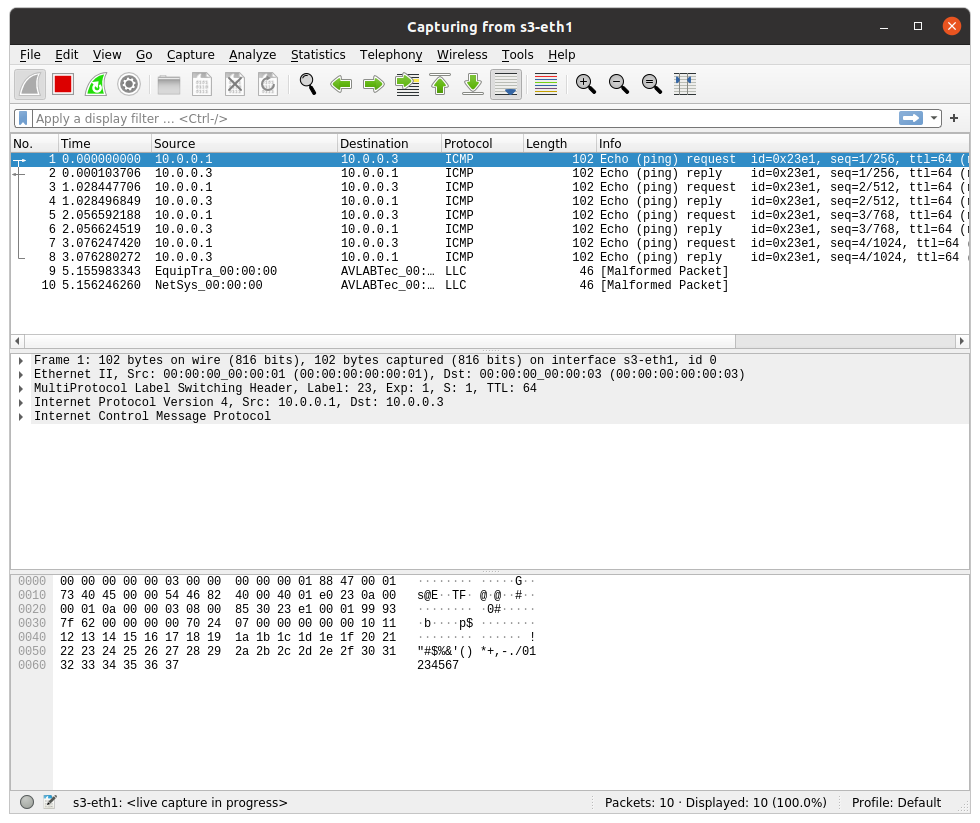 Capturing from s3-eth1
File Edit View Go Capture Analyze Statistics Telephony Wireless Tools Help
Apply a display filter ... <Ctrl-/>
No. Time Source Destination Protocol Length Info
1 0.000000000 10.0.0.1 10.0.0.3 ICMP 102 Echo (ping) request id=0x23e1, seq=1/256, ttl=64 (
2 0.000103706 10.0.0.3 10.0.0.1 ICMP 102 Echo (ping) reply id=0x23e1, seq=1/256, ttl=64 (
3 1.028447706 10.0.0.1 10.0.0.3 ICMP 102 Echo (ping) request id=0x23e1, seq=2/512, ttl=64 (
4 1.028496849 10.0.0.3 10.0.0.1 ICMP 102 Echo (ping) reply id=0x23e1, seq=2/512, ttl=64 (
5 2.056592188 10.0.0.1 10.0.0.3 ICMP 102 Echo (ping) request id=0x23e1, seq=3/768, ttl=64 (
6 2.056624519 10.0.0.3 10.0.0.1 ICMP 102 Echo (ping) reply id=0x23e1, seq=3/768, ttl=64 (
7 3.076247420 10.0.0.1 10.0.0.3 ICMP 102 Echo (ping) request id=0x23e1, seq=4/1024, ttl=64
8 3.076280272 10.0.0.3 10.0.0.1 ICMP 102 Echo (ping) reply id=0x23e1, seq=4/1024, ttl=64
9 5.155983343 EquipTra_00:00:00 AVLABTec_00:… LLC 46 [Malformed Packet]
10 5.156246260 NetSys_00:00:00 AVLABTec_00:… LLC 46 [Malformed Packet]
Frame 1: 102 bytes on wire (816 bits), 102 bytes captured (816 bits) on interface s3-eth1, id 0
Ethernet II, Src: 00:00:00_00:00:01 (00:00:00:00:00:01), Dst: 00:00:00_00:00:03 (00:00:00:00:00:03)
MultiProtocol Label Switching Header, Label: 23, Exp: 1, S: 1, TTL: 64
Internet Protocol Version 4, Src: 10.0.0.1, Dst: 10.0.0.3
Internet Control Message Protocol
0000 00 00 00 00 00 03 00 00 00 00 00 01 88 47 00 01 ········ ·····G··
0010 73 40 45 00 00 54 46 82 40 00 40 01 e0 23 0a 00 s@E··TF· @·@··#··
0020 00 01 0a 00 00 03 08 00 85 30 23 e1 00 01 99 93 ········ ·0#·····
0030 7f 62 00 00 00 00 70 24 07 00 00 00 00 00 10 11 ·b····p$ ········
0040 12 13 14 15 16 17 18 19 1a 1b 1c 1d 1e 1f 20 21 ········ ······ !
0050 22 23 24 25 26 27 28 29 2a 2b 2c 2d 2e 2f 30 31 "#$%&'() *+,-./01
0060 32 33 34 35 36 37 234567
s3-eth1: <live capture in progress> Packets: 10 · Displayed: 10 (100.0%) Profile: Default